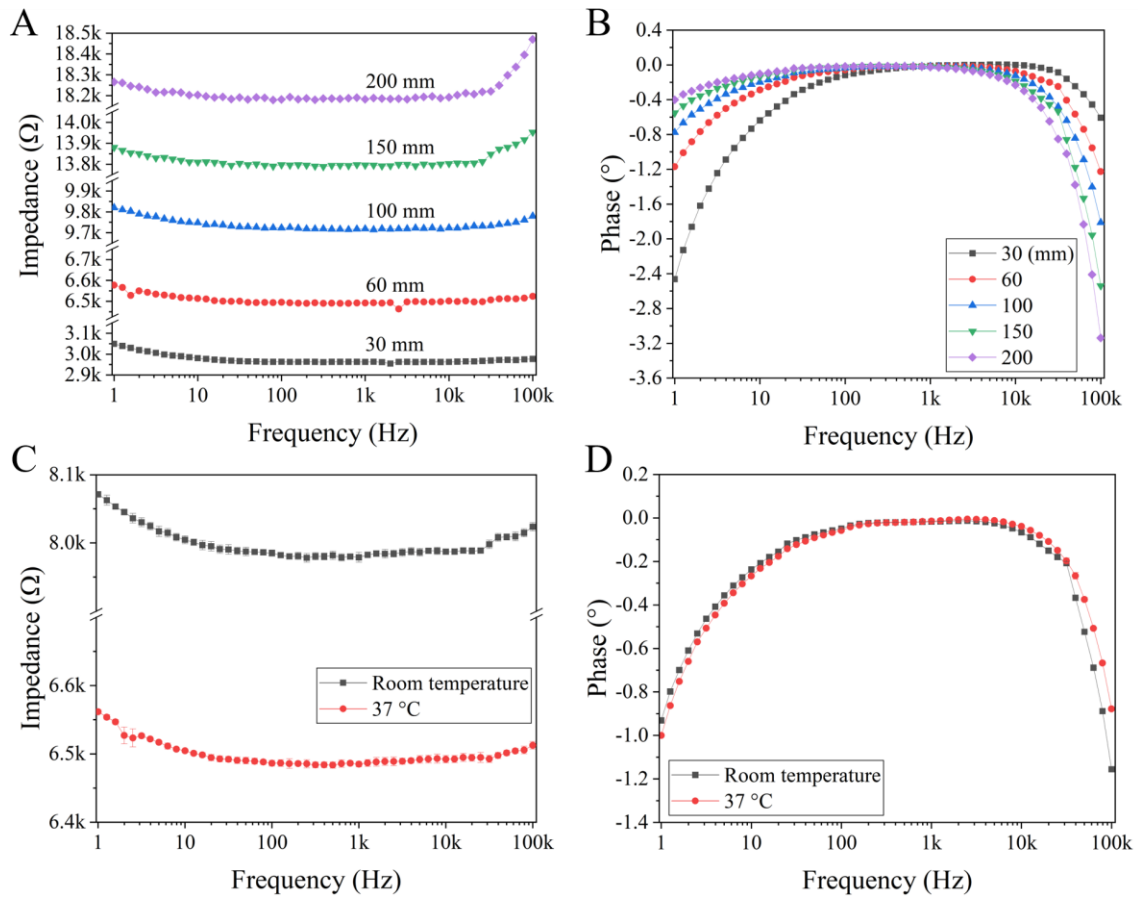 A
18.5k
18.4k
18.3k
18.2k
14.0k
13.9k
13.8k
9.9k
9.8k
9.7k
6.7k
6.6k
6.5k
3.1k
3.0k
2.9k
Impedance (Ω)
200 mm
150 mm
100 mm
60 mm
30 mm
1 10 100 1k 10k 100k
Frequency (Hz)
B
0.4
0.0
-0.4
-0.8
-1.2
-1.6
-2.0
-2.4
-2.8
-3.2
-3.6
Phase (°)
30 (mm)
60
100
150
200
1 10 100 1k 10k 100k
Frequency (Hz)
C
8.1k
8.0k
6.6k
6.5k
6.4k
Impedance (Ω)
Room temperature
37 °C
1 10 100 1k 10k 100k
Frequency (Hz)
D
0.2
0.0
-0.2
-0.4
-0.6
-0.8
-1.0
-1.2
-1.4
Phase (°)
Room temperature
37 °C
1 10 100 1k 10k 100k
Frequency (Hz)